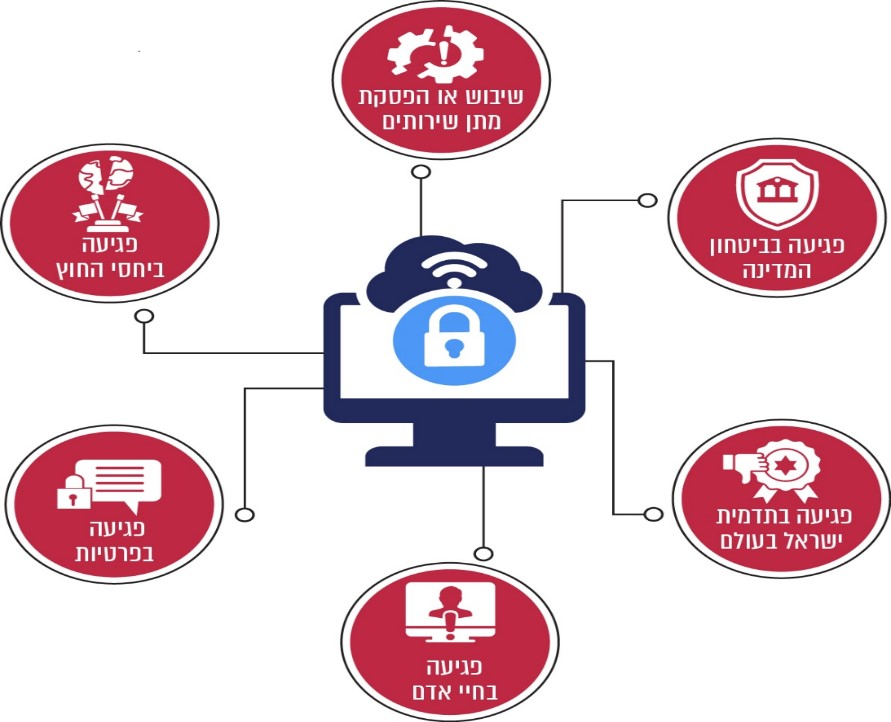 שיבוש או הפסקת
מתן שירותים
פגיעה בביטחון
המדינה
פגיעה
ביחסי החוץ
פגיעה בתדמית
ישראל בעולם
פגיעה
בפרטיות
פגיעה
בחיי אדם